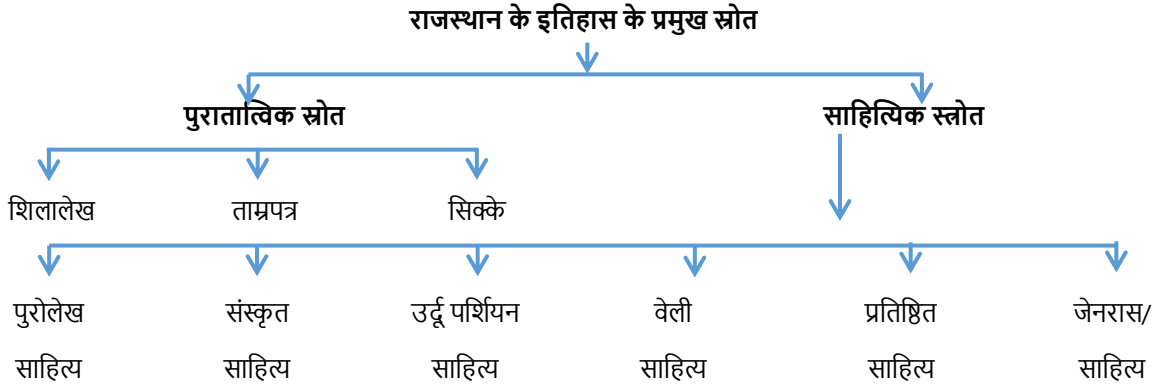 राजस्थान के इतिहास के प्रमुख स्रोत
पुरातात्विक स्रोत साहित्यिक स्त्रोत
शिलालेख ताम्रपत्र सिक्के
पुरोलेख संस्कृत उर्दू पर्शियन वेली प्रतिष्ठित जेनरास/
साहित्य साहित्य साहित्य साहित्य साहित्य साहित्य